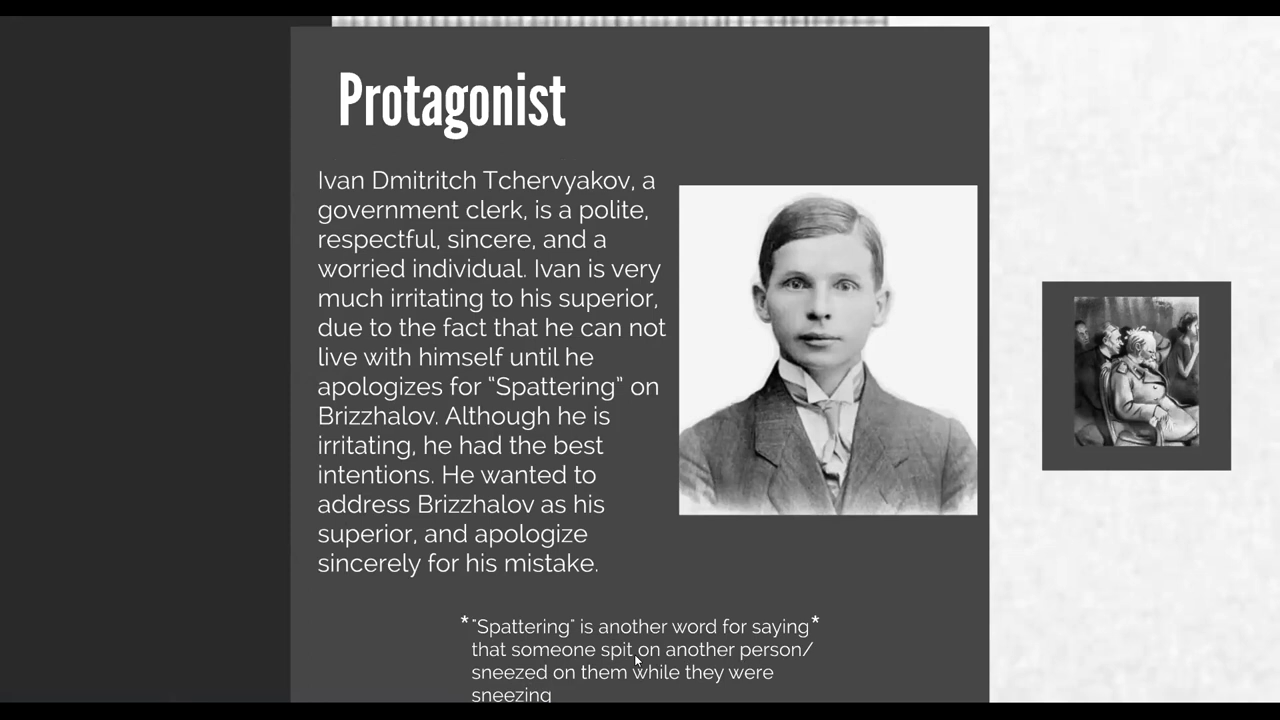 Protagonist
Ivan Dmitritch Tchervyakov, a
government clerk, is a polite,
respectful, sincere, and a
worried individual. Ivan is very
much irritating to his superior,
due to the fact that he can not
live with himself until he
apologizes for "Spattering" on
Brizzhalov. Although he is
irritating, he had the best
intentions. He wanted to
address Brizzhalov as his
superior, and apologize
sincerely for his mistake.
*"Spattering" is another word for saying*
that someone spit on another person/
sneezed on them while they were
sneezing